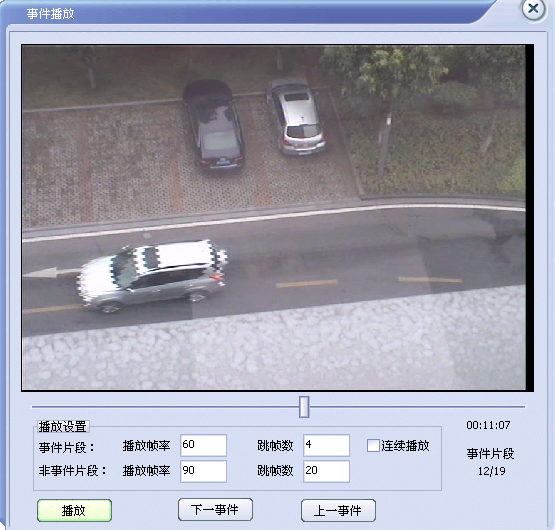 事件播放
播放设置
事件片段： 播放帧率 60 跳帧数 4 连续播放
非事件片段： 播放帧率 90 跳帧数 20
00:11:07
事件片段
12/19
播放 下一事件 上一事件